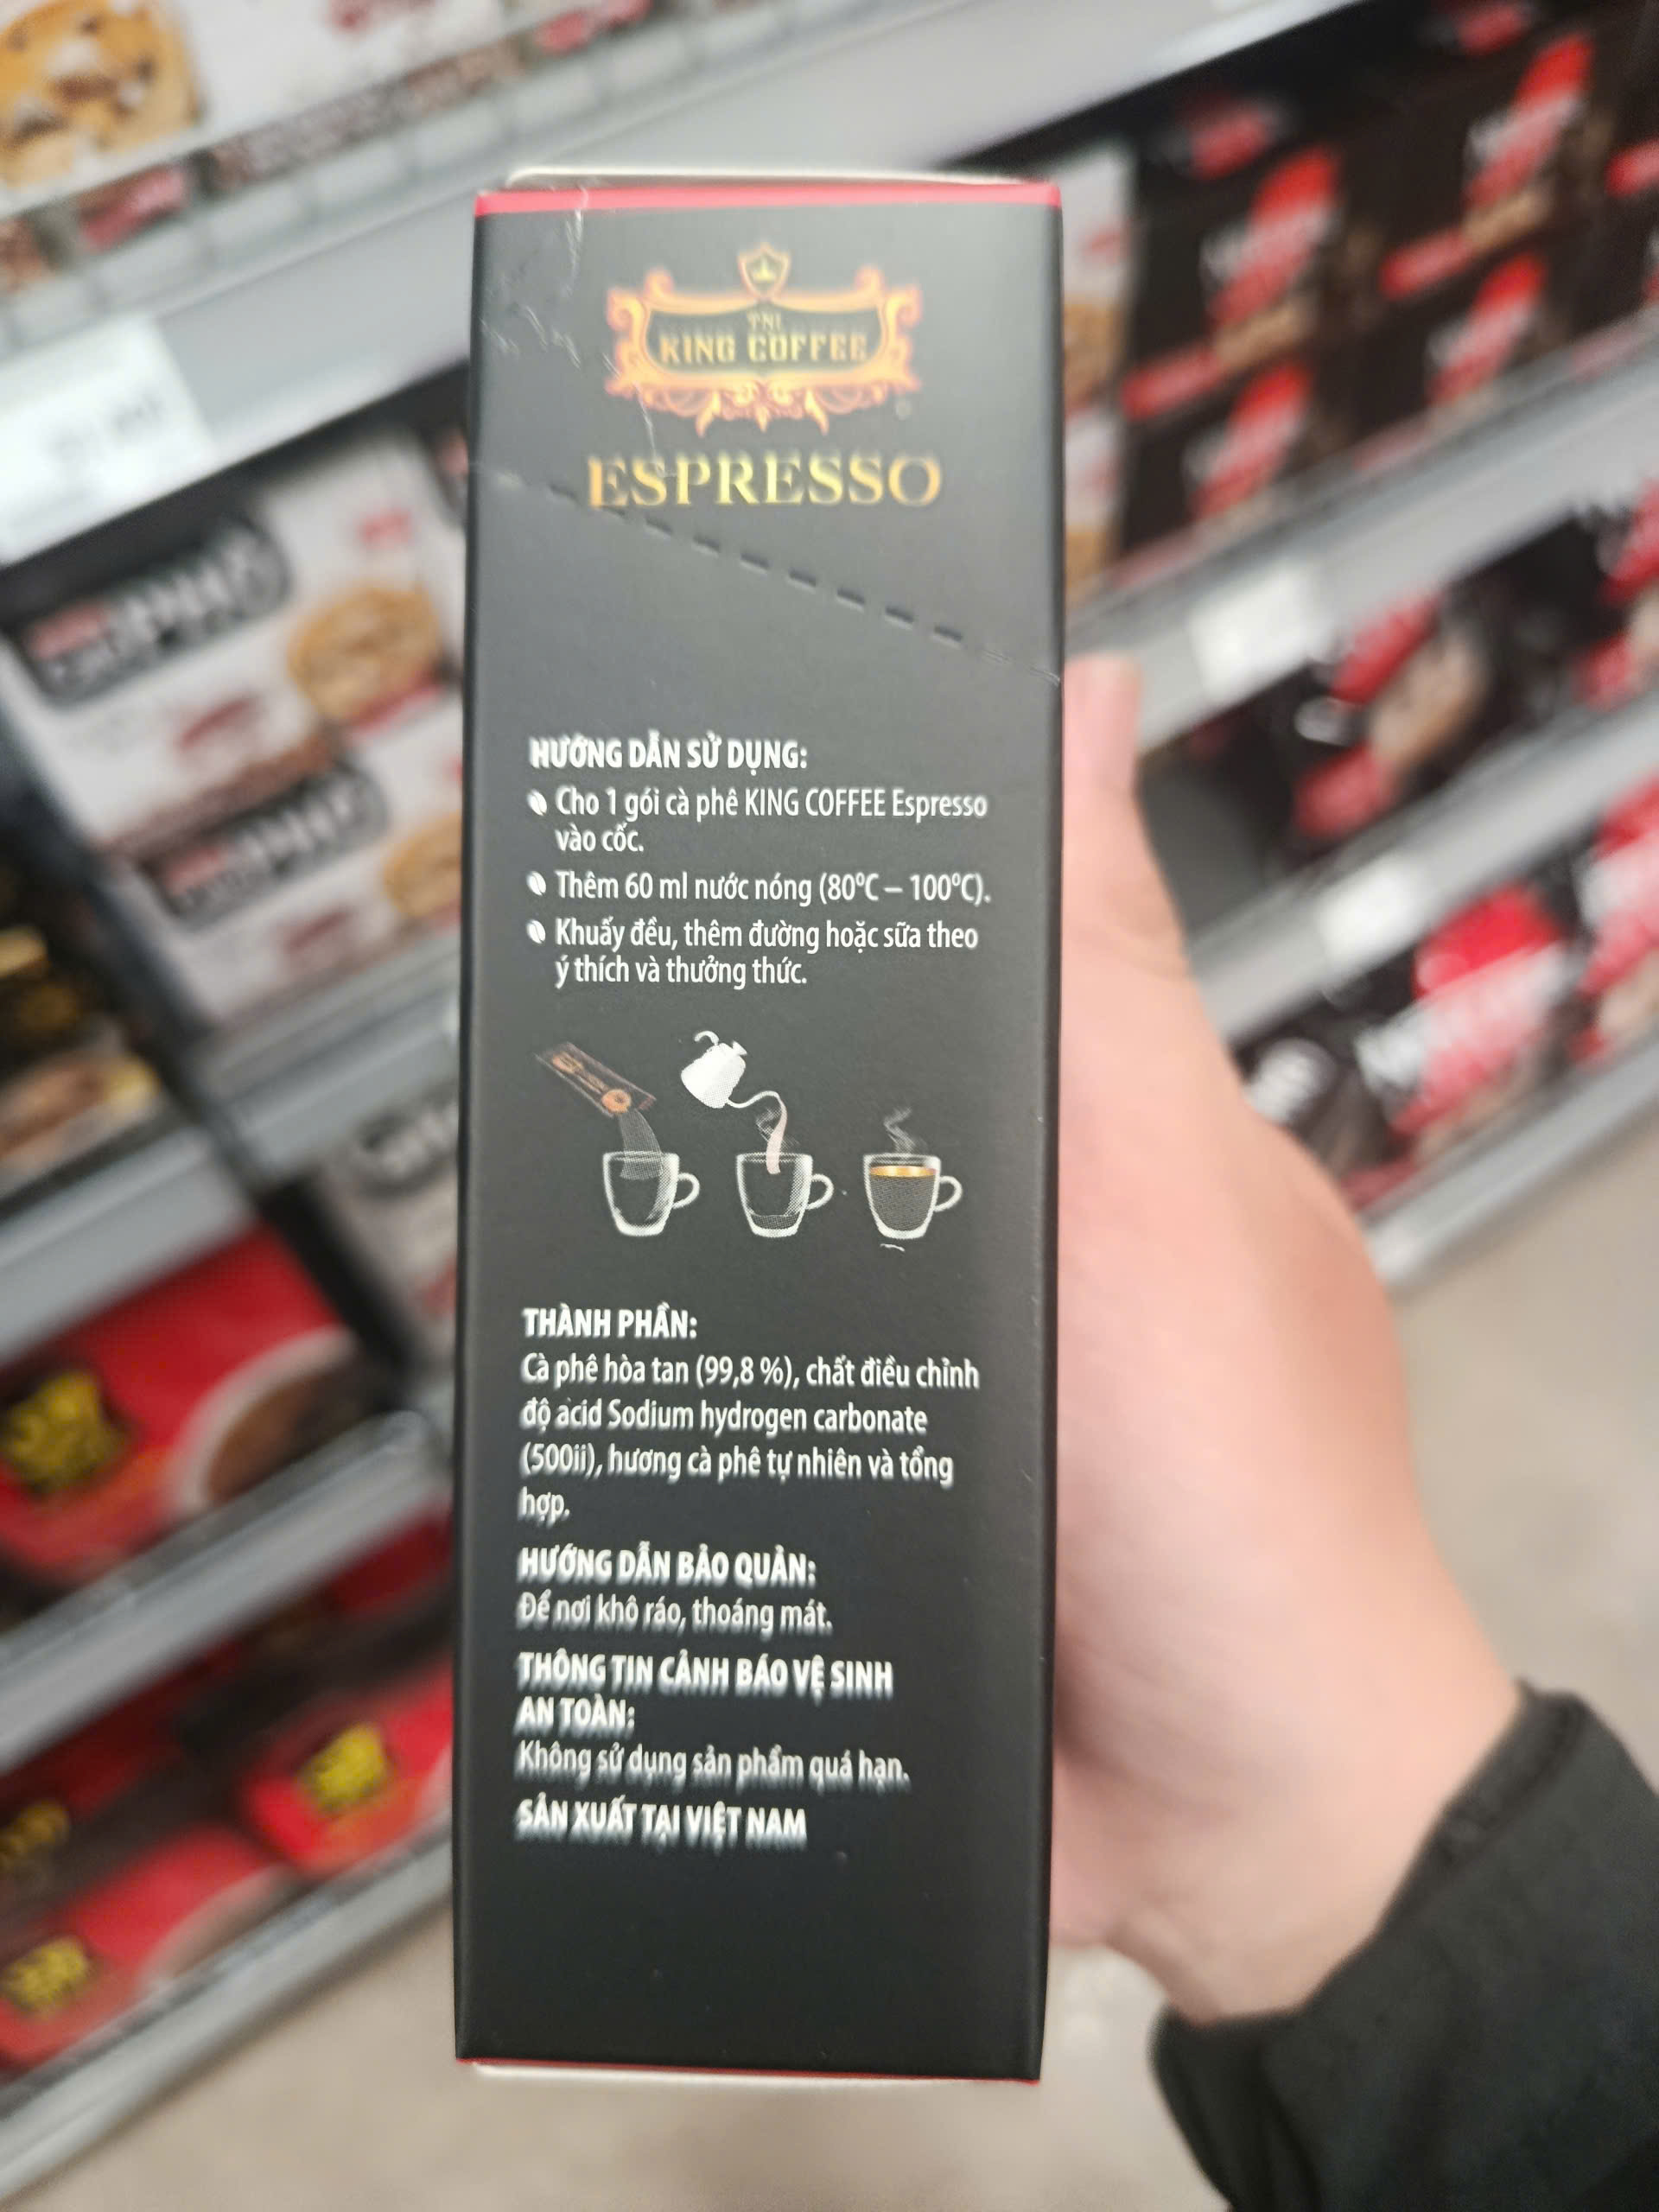 TNI
KING COFFEE
ESPRESSO
HƯỚNG DẪN SỬ DỤNG:
Cho 1 gói cà phê KING COFFEE Espresso
vào cốc.
Thêm 60 ml nước nóng (80°C – 100°C).
Khuấy đều, thêm đường hoặc sữa theo
ý thích và thưởng thức.
THÀNH PHẦN:
Cà phê hòa tan (99,8 %), chất điều chỉnh
độ acid Sodium hydrogen carbonate
(500ii), hương cà phê tự nhiên và tổng
hợp.
HƯỚNG DẪN BẢO QUẢN:
Để nơi khô ráo, thoáng mát.
THÔNG TIN CẢNH BÁO VỆ SINH
AN TOÀN:
Không sử dụng sản phẩm quá hạn.
SẢN XUẤT TẠI VIỆT NAM